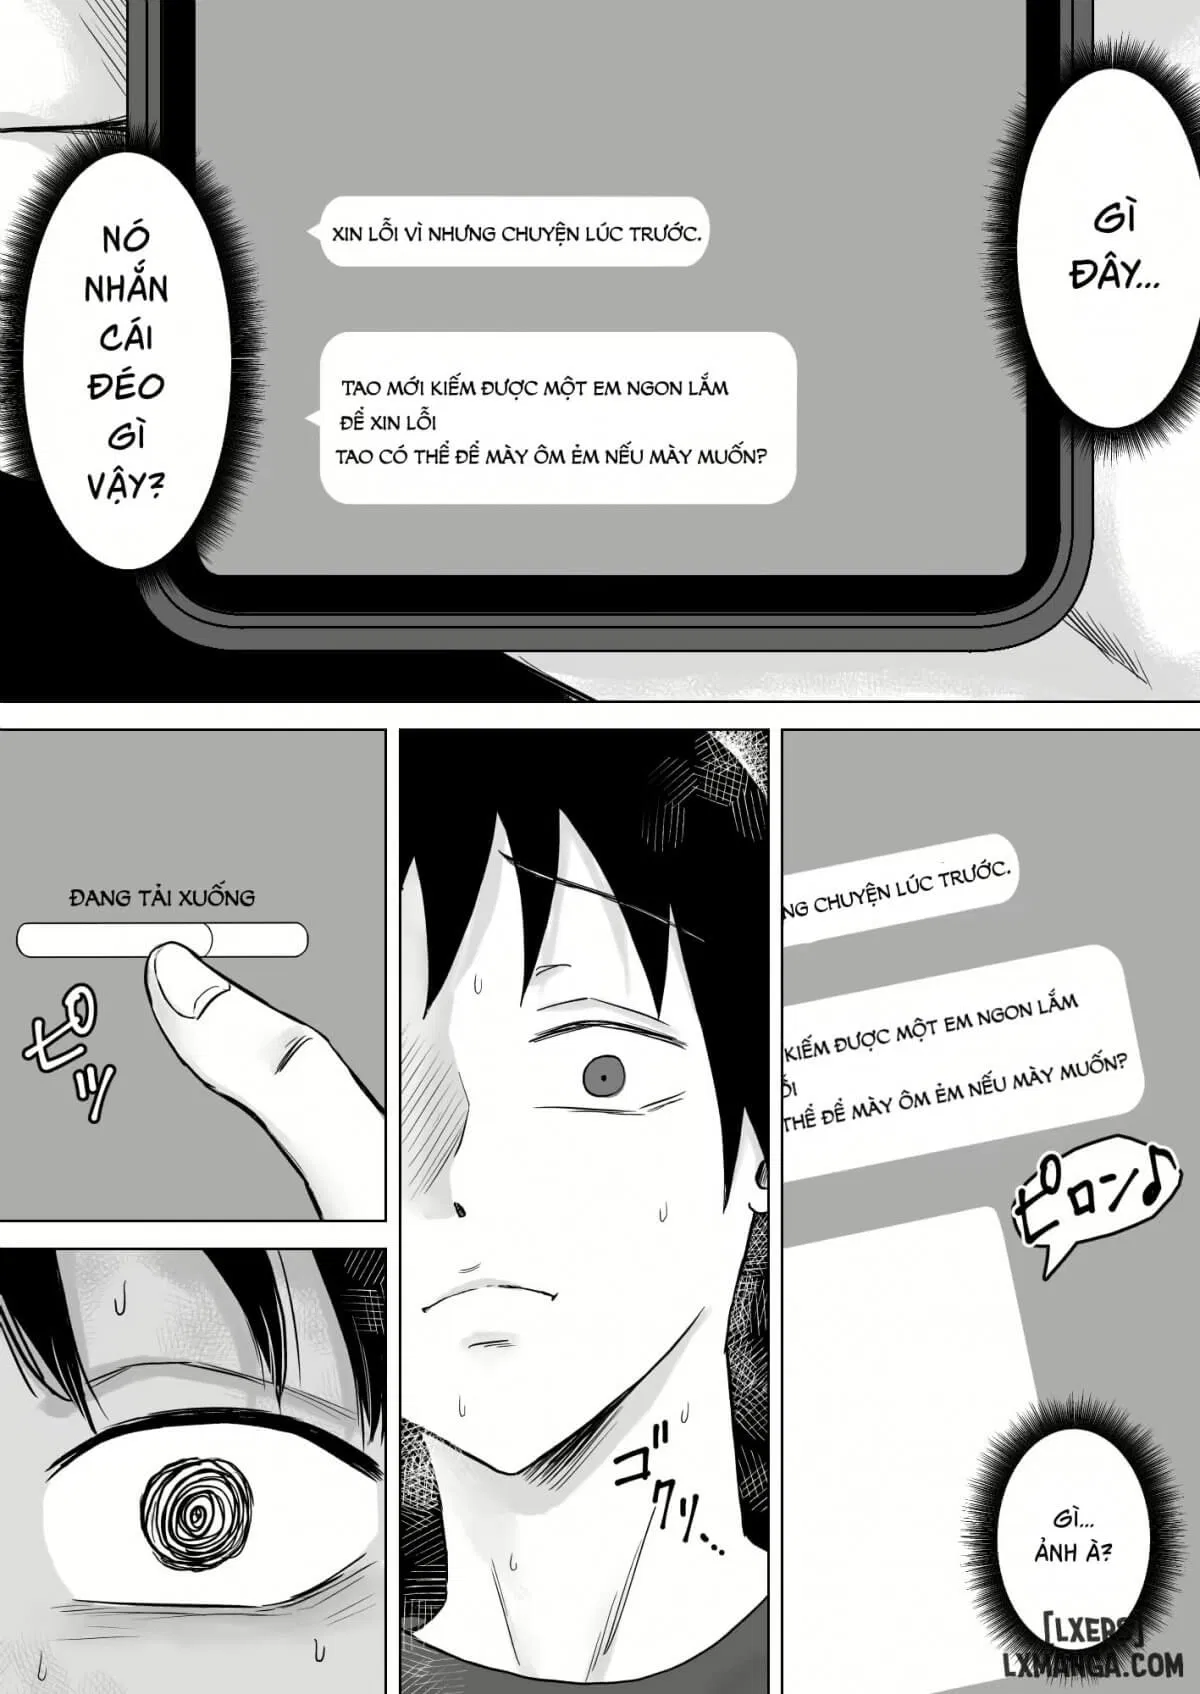 GÌ
ĐÂY...
XIN LỖI VÌ NHƯNG CHUYỆN LÚC TRƯỚC.
TAO MỚI KIẾM ĐƯỢC MỘT EM NGON LẮM
ĐỂ XIN LỖI
TAO CÓ THỂ ĐỂ MÀY ÔM ẺM NẾU MÀY MUỐN?
NÓ
NHẮN
CÁI
ĐÉO
GÌ
VẬY?
NG CHUYỆN LÚC TRƯỚC.
KIẾM ĐƯỢC MỘT EM NGON LẮM
ỖI
THỂ ĐỂ MÀY ÔM ẺM NẾU MÀY MUỐN?
ピロン♪
GÌ...
ẢNH À?
ゴクリ...
ĐANG TẢI XUỐNG
ピッ
[LXERS]
LXMANGA.COM